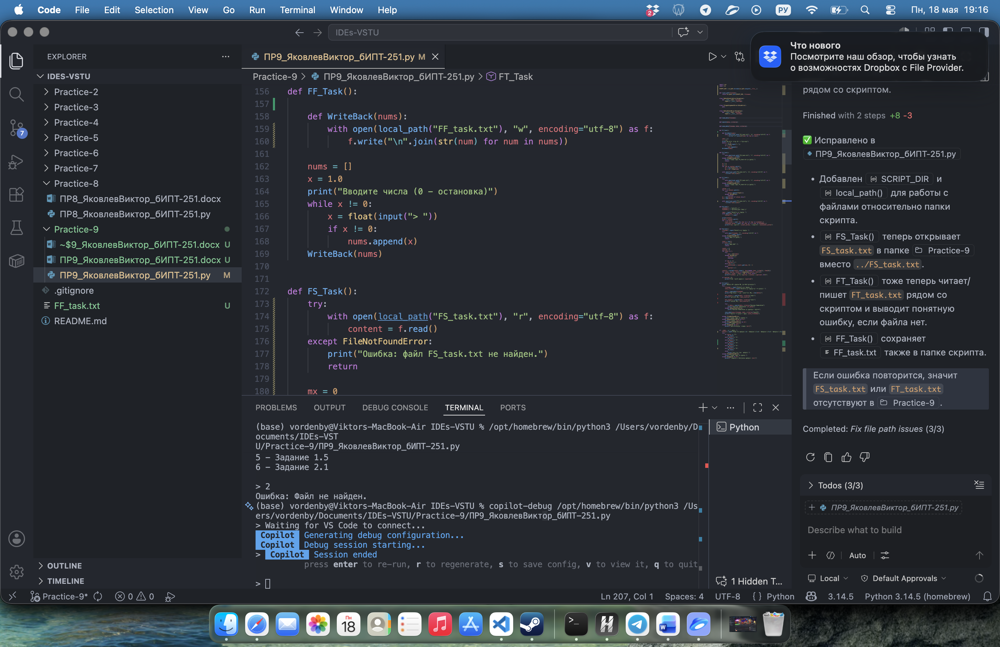 Code File Edit Selection View Go Run Terminal Window Help
2 РУ Пн, 18 мая 19:16
IDEs-VSTU
Что нового
Посмотрите наш обзор, чтобы узнать
о возможностях Dropbox с File Provider.
EXPLORER
IDES-VSTU
Practice-2
Practice-3
Practice-4
Practice-5
Practice-6
Practice-7
Practice-8
ПР8_ЯковлевВиктор_бИПТ-251.docx
ПР8_ЯковлевВиктор_бИПТ-251.py
Practice-9
~$9_ЯковлевВиктор_бИПТ-251.docx U
ПР9_ЯковлевВиктор_бИПТ-251.docx U
ПР9_ЯковлевВиктор_бИПТ-251.py M
.gitignore
FF_task.txt U
README.md
OUTLINE
TIMELINE
7
ПР9_ЯковлевВиктор_бИПТ-251.py M
Practice-9 > ПР9_ЯковлевВиктор_бИПТ-251.py > FT_Task
156 def FF_Task():
157
158 def WriteBack(nums):
159 with open(local_path("FF_task.txt"), "w", encoding="utf-8") as f:
160 f.write("\n".join(str(num) for num in nums))
161
162 nums = []
163 x = 1.0
164 print("Вводите числа (0 - остановка)")
165 while x != 0:
166 x = float(input("> "))
167 if x != 0:
168 nums.append(x)
169 WriteBack(nums)
170
171
172 def FS_Task():
173 try:
174 with open(local_path("FS_task.txt"), "r", encoding="utf-8") as f:
175 content = f.read()
176 except FileNotFoundError:
177 print("Ошибка: файл FS_task.txt не найден.")
178 return
179
180 mx = 0
PROBLEMS OUTPUT DEBUG CONSOLE TERMINAL PORTS
(base) vordenby@Viktors-MacBook-Air IDEs-VSTU % /opt/homebrew/bin/python3 /Users/vordenby/D
ocuments/IDEs-VST
U/Practice-9/ПР9_ЯковлевВиктор_бИПТ-251.py
5 - Задание 1.5
6 - Задание 2.1
> 2
Ошибка: Файл не найден.
(base) vordenby@Viktors-MacBook-Air IDEs-VSTU % copilot-debug /opt/homebrew/bin/python3 /Us
ers/vordenby/Documents/IDEs-VSTU/Practice-9/ПР9_ЯковлевВиктор_бИПТ-251.py
> Waiting for VS Code to connect...
Copilot Generating debug configuration...
Copilot Debug session starting...
> Copilot Session ended
press enter to re-run, r to regenerate, s to save config, v to view it, q to quit
>
Python
1 Hidden T...
рядом со скриптом.
Finished with 2 steps +8 -3
✅ Исправлено в
ПР9_ЯковлевВиктор_бИПТ-251.py
• Добавлен SCRIPT_DIR и
local_path() для работы с
файлами относительно папки
скрипта.
• FS_Task() теперь открывает
FS_task.txt в папке Practice-9
вместо ../FS_task.txt.
• FT_Task() тоже теперь читает/
пишет FT_task.txt рядом со
скриптом и выводит понятную
ошибку, если файла нет.
• FF_Task() сохраняет
FF_task.txt также в папке скрипта.
Если ошибка повторится, значит
FS_task.txt или FT_task.txt
отсутствуют в Practice-9 .
Completed: Fix file path issues (3/3)
Todos (3/3)
ПР9_ЯковлевВиктор_бИПТ-251.py
Describe what to build
Auto
Local Default Approvals
Practice-9* 0 0
Ln 207, Col 1 Spaces: 4 UTF-8 {} Python 3.14.5 Python 3.14.5 (homebrew)
Пн
18
W